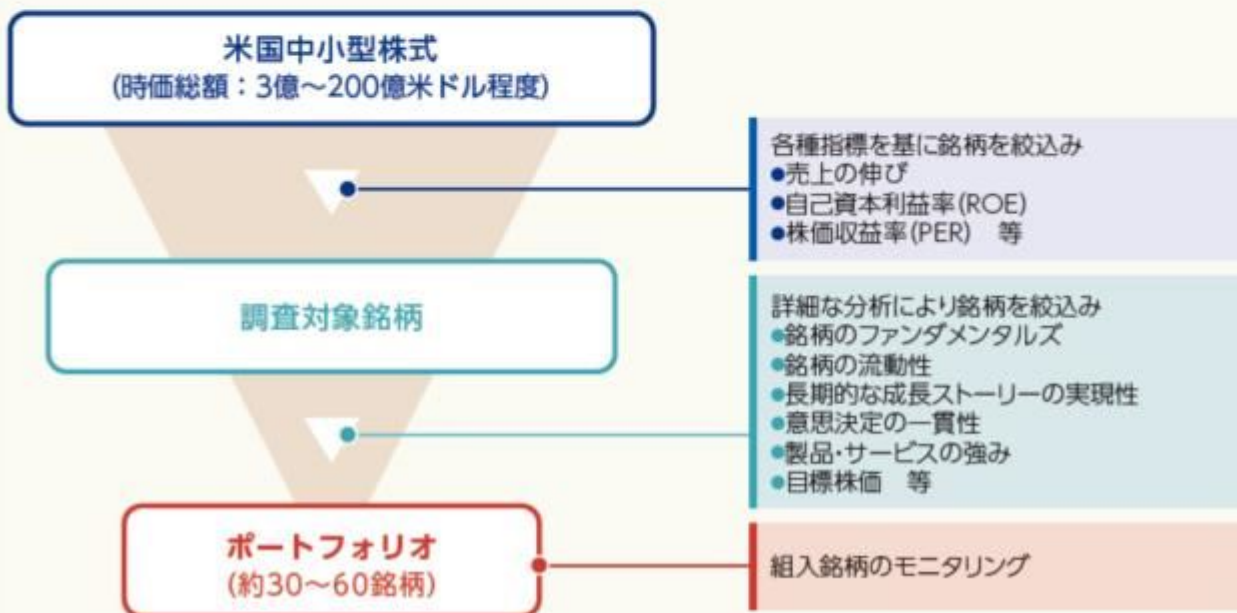 米国中小型株式
(時価総額：3億～200億米ドル程度)
各種指標を基に銘柄を絞込み
●売上の伸び
●自己資本利益率(ROE)
●株価収益率(PER)　等
調査対象銘柄
詳細な分析により銘柄を絞込み
●銘柄のファンダメンタルズ
●銘柄の流動性
●長期的な成長ストーリーの実現性
●意思決定の一貫性
●製品・サービスの強み
●目標株価　等
ポートフォリオ
(約30～60銘柄)
組入銘柄のモニタリング